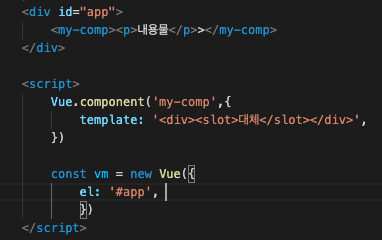 <div id="app">
<my-comp><p>내용물</p>></my-comp>
</div>
<script>
Vue.component('my-comp',{
template: '<div><slot>대체</slot></div>',
})
const vm = new Vue({
el: '#app',
})
</script>